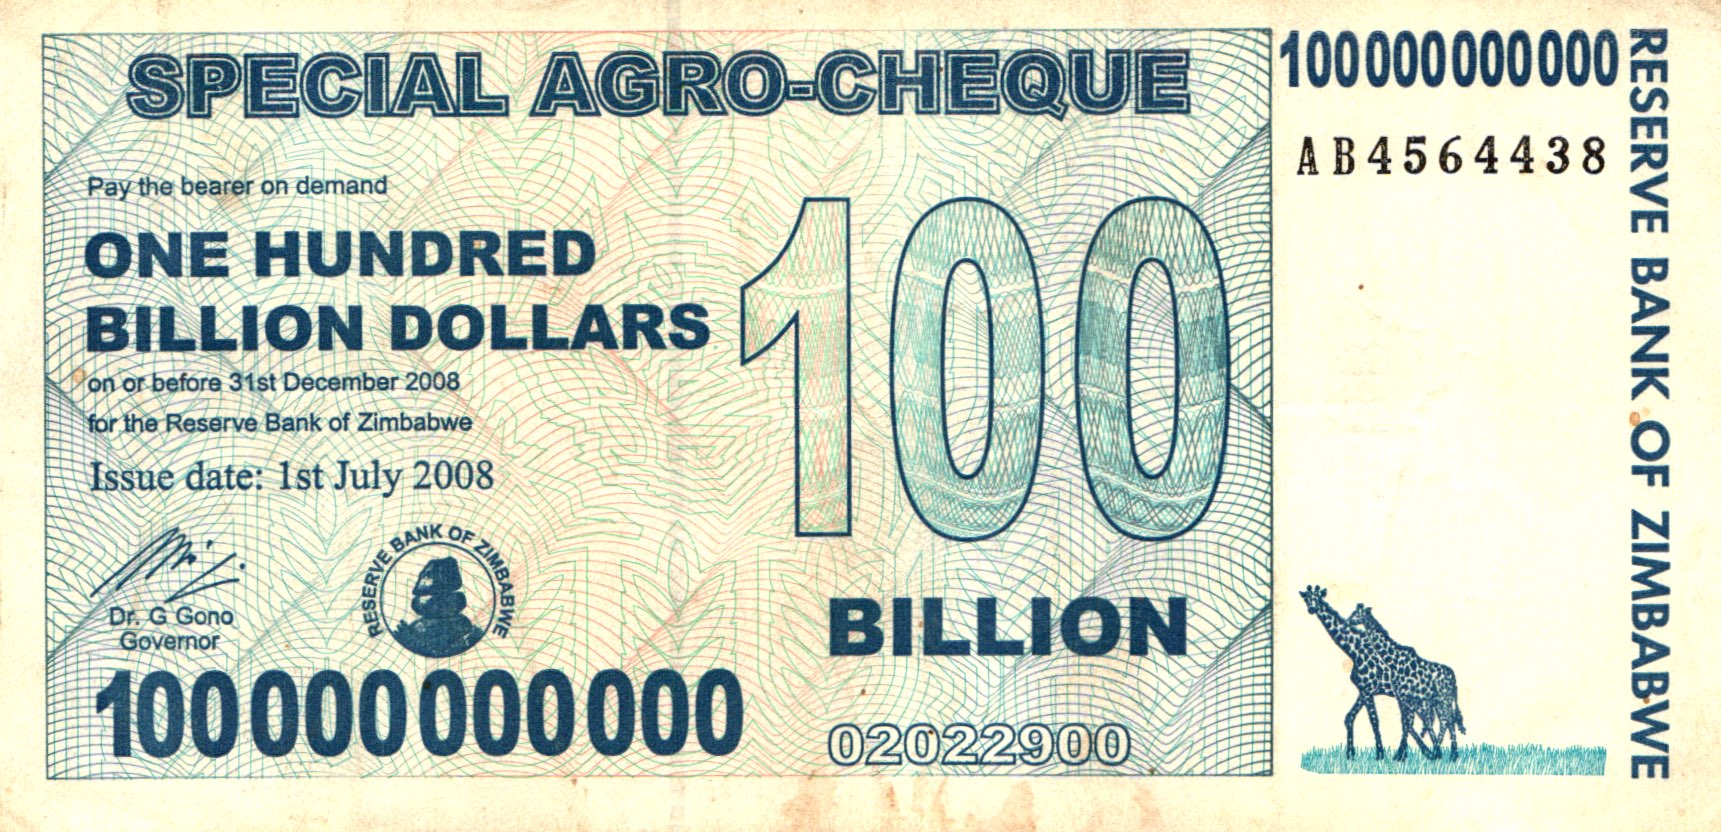 SPECIAL AGRO-CHEQUE
100000000000
AB4564438
Pay the bearer on demand
ONE HUNDRED
BILLION DOLLARS
100
on or before 31st December 2008
for the Reserve Bank of Zimbabwe
Issue date: 1st July 2008
Dr. G Gono
Governor
RESERVE BANK OF ZIMBABWE
BILLION
100000000000
02022900
RESERVE BANK OF ZIMBABWE